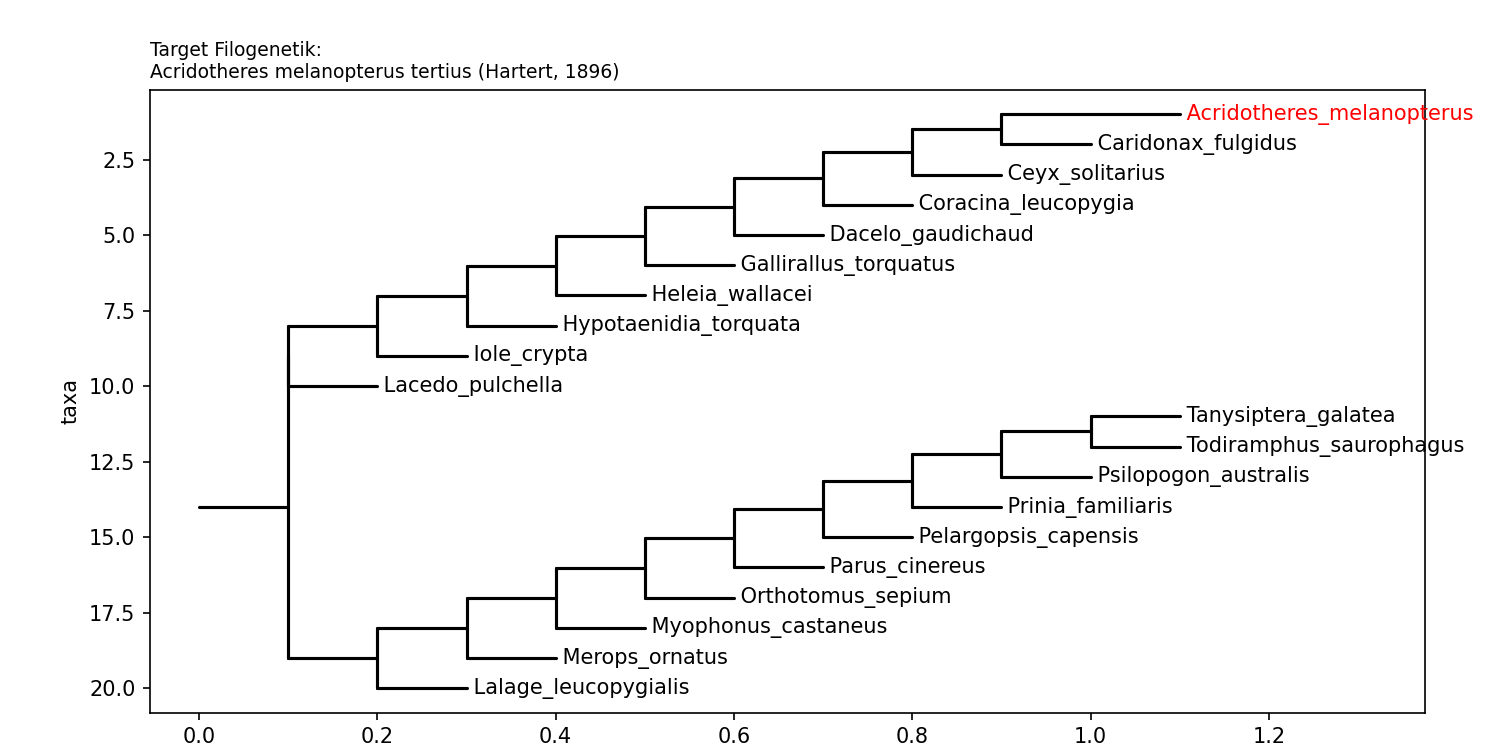 Target Filogenetik:
Acridotheres melanopterus tertius (Hartert, 1896)
Acridotheres_melanopterus
Caridonax_fulgidus
2.5
Ceyx_solitarius
Coracina_leucopygia
5.0
Dacelo_gaudichaud
Gallirallus_torquatus
Heleia_wallacei
7.5
Hypotaenidia_torquata
Iole_crypta
10.0
Lacedo_pulchella
taxa
Tanysiptera_galatea
Todiramphus_saurophagus
12.5
Psilopogon_australis
Prinia_familiaris
15.0
Pelargopsis_capensis
Parus_cinereus
Orthotomus_sepium
17.5
Myophonus_castaneus
Merops_ornatus
20.0
Lalage_leucopygialis
0.0 0.2 0.4 0.6 0.8 1.0 1.2